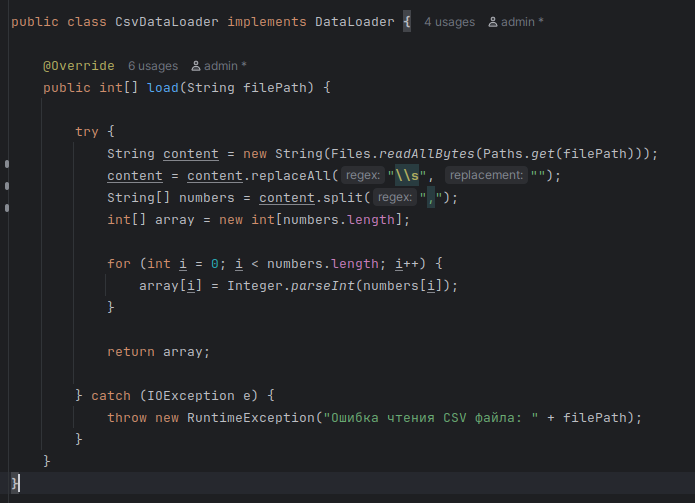 public class CsvDataLoader implements DataLoader { 4 usages admin *
@Override 6 usages admin *
public int[] load(String filePath) {
try {
String content = new String(Files.readAllBytes(Paths.get(filePath)));
content = content.replaceAll( regex: "\\s", replacement: "");
String[] numbers = content.split( regex: ",");
int[] array = new int[numbers.length];
for (int i = 0; i < numbers.length; i++) {
array[i] = Integer.parseInt(numbers[i]);
}
return array;
} catch (IOException e) {
throw new RuntimeException("Ошибка чтения CSV файла: " + filePath);
}
}
}